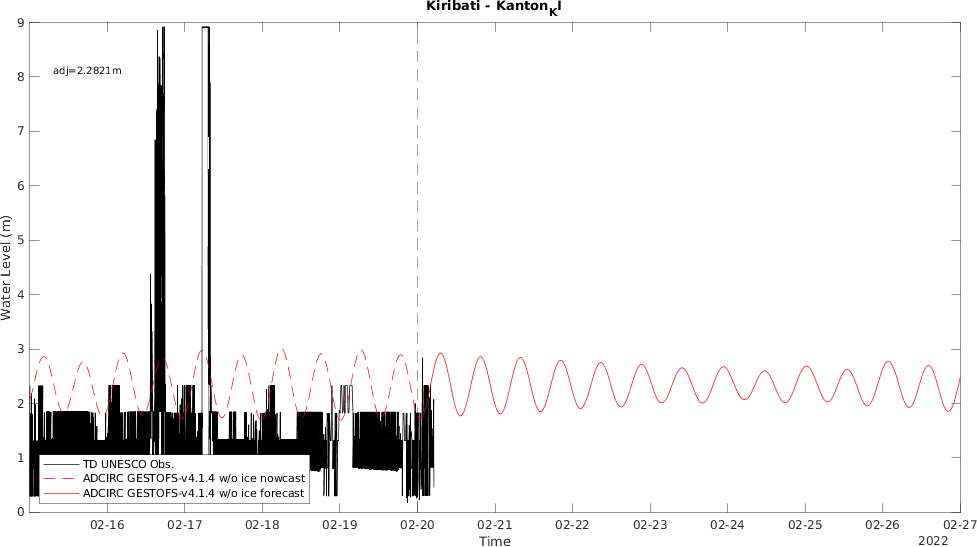 Kiribati - Kanton_KI
9
8
7
6
5
4
3
2
1
0
Water Level (m)
adj=2.2821m
TD UNESCO Obs.
ADCIRC GESTOFS-v4.1.4 w/o ice nowcast
ADCIRC GESTOFS-v4.1.4 w/o ice forecast
02-16 02-17 02-18 02-19 02-20 02-21 02-22 02-23 02-24 02-25 02-26 02-27
Time
2022